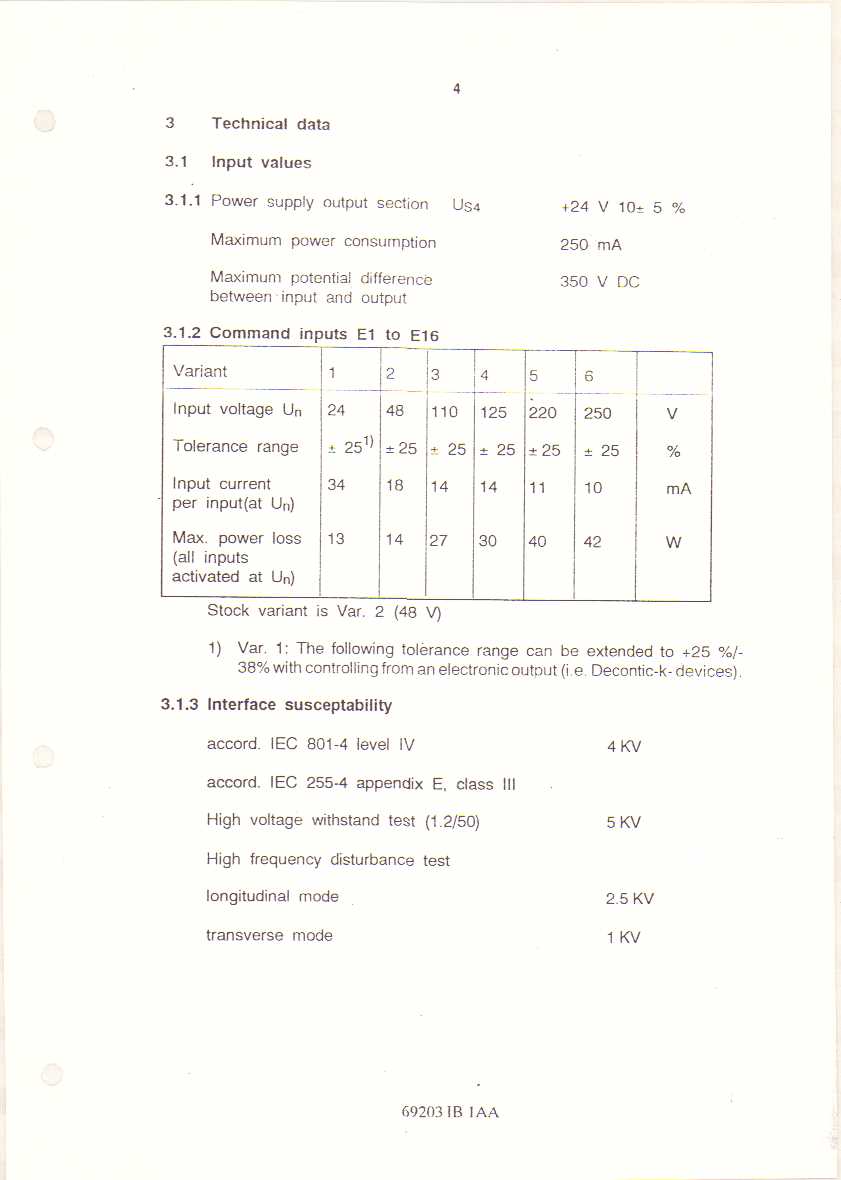 4
3 Technical data
3.1 Input values
3.1.1 Power supply output section US4 +24 V 10± 5 %
Maximum power consumption 250 mA
Maximum potential difference 350 V DC
between input and output
3.1.2 Command inputs E1 to E16
Variant 1 2 3 4 5 6
Input voltage Un 24 48 110 125 220 250 V
Tolerance range ± 25 1) ± 25 ± 25 ± 25 ± 25 ± 25 %
Input current 34 18 14 14 11 10 mA
per input(at Un)
Max. power loss 13 14 27 30 40 42 W
(all inputs
activated at Un)
Stock variant is Var. 2 (48 V)
1) Var. 1: The following tolerance range can be extended to +25 %/-
38% with controlling from an electronic output (i.e. Decontic-k- devices).
3.1.3 Interface susceptability
accord. IEC 801-4 level IV 4 KV
accord. IEC 255-4 appendix E, class III
High voltage withstand test (1.2/50) 5 KV
High frequency disturbance test
longitudinal mode 2.5 KV
transverse mode 1 KV
69203 IB 1AA